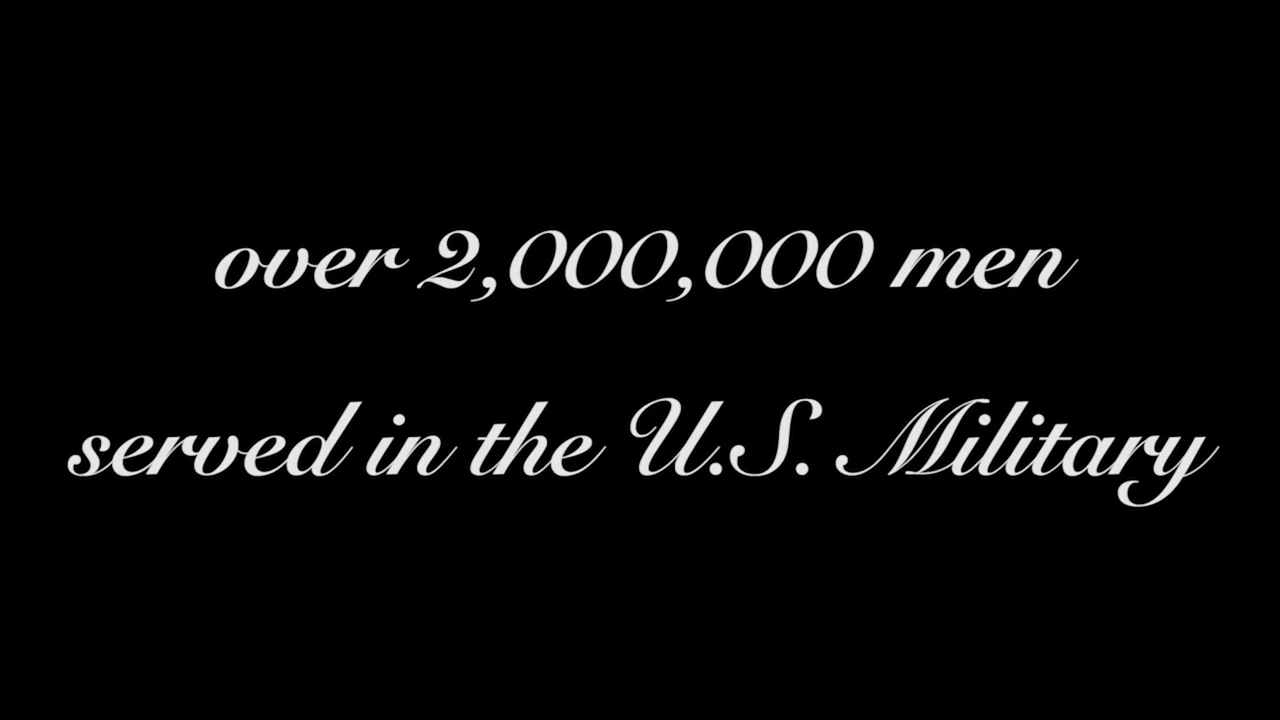 over 2,000,000 men
served in the U.S. Military